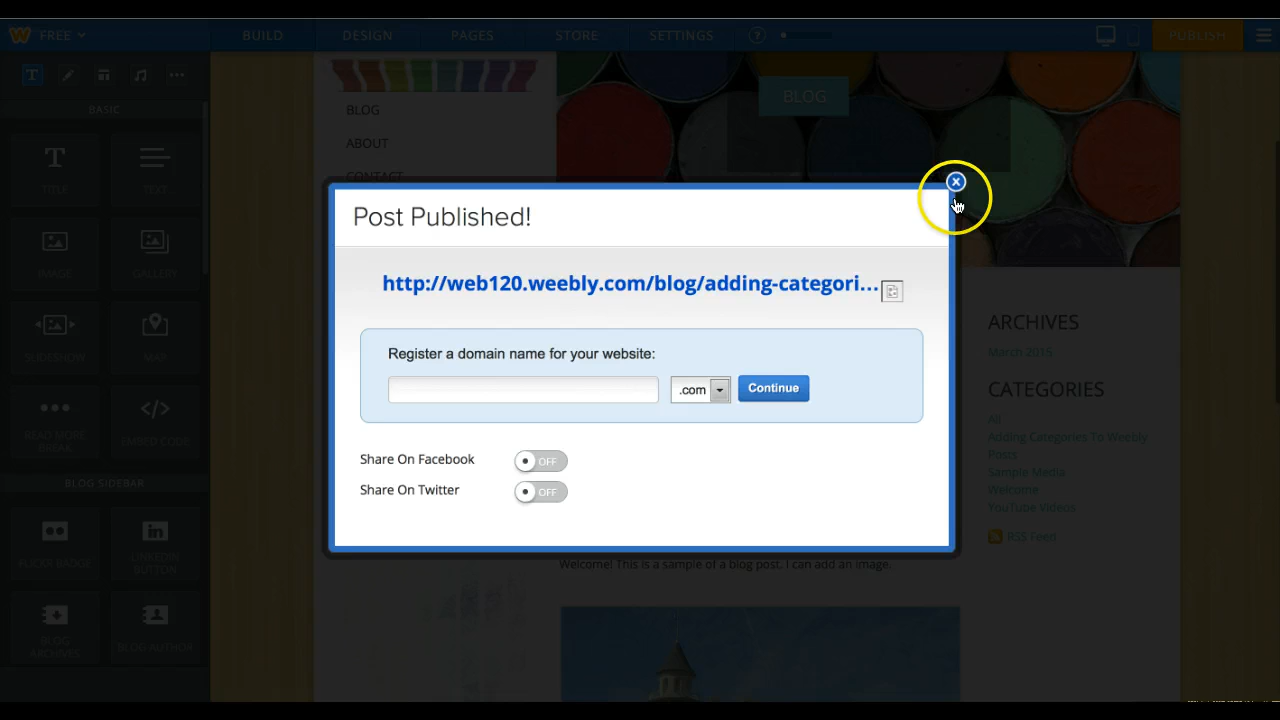 FREE BUILD DESIGN PAGES STORE SETTINGS ? PUBLISH
T
BASIC
TITLE TEXT
IMAGE GALLERY
SLIDESHOW MAP
READ MORE
BREAK
EMBED CODE
BLOG SIDEBAR
FLICKR BADGE
LINKEDIN
BUTTON
BLOG
ARCHIVES
BLOG AUTHOR
BLOG
ABOUT
CONTACT
BLOG
Post Published!
http://web120.weebly.com/blog/adding-categori...
Register a domain name for your website:
.com Continue
Share On Facebook OFF
Share On Twitter OFF
Welcome! This is a sample of a blog post. I can add an image.
ARCHIVES
March 2015
CATEGORIES
All
Adding Categories To Weebly
Posts
Sample Media
Welcome
YouTube Videos
RSS Feed